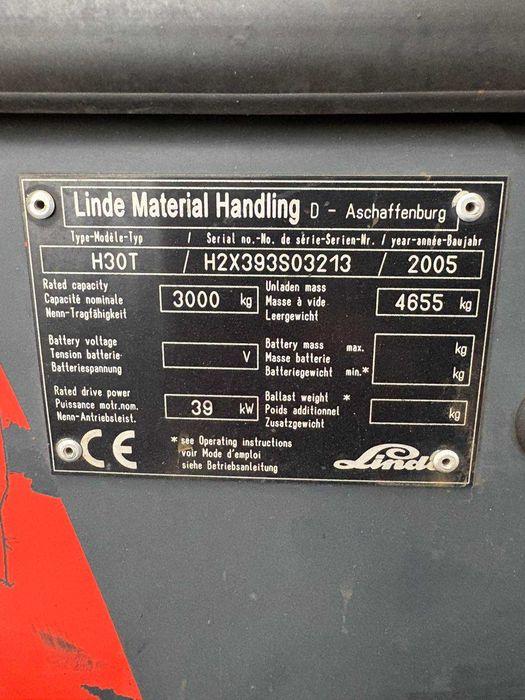 Linde Material Handling D - Aschaffenburg
Type-Modèle-Typ / Serial no.-No. de série-Serien-Nr. / year-année-Baujahr
H30T / H2X393S03213 / 2005
Rated capacity
Capacité nominale
Nenn-Tragfähigkeit
3000 kg
Unladen mass
Masse à vide
Leergewicht
4655 kg
Battery voltage
Tension batterie
Batteriespannung
V
Battery mass max.
Masse batterie
Batteriegewicht min.*
kg
kg
Rated drive power
Puissance motr.nom.
Nenn-Antriebsleist.
39 kW
Ballast weight *
Poids additionnel
Zusatzgewicht
kg
CE
* see Operating instructions
voir Mode d'emploi
siehe Betriebsanleitung
Linde